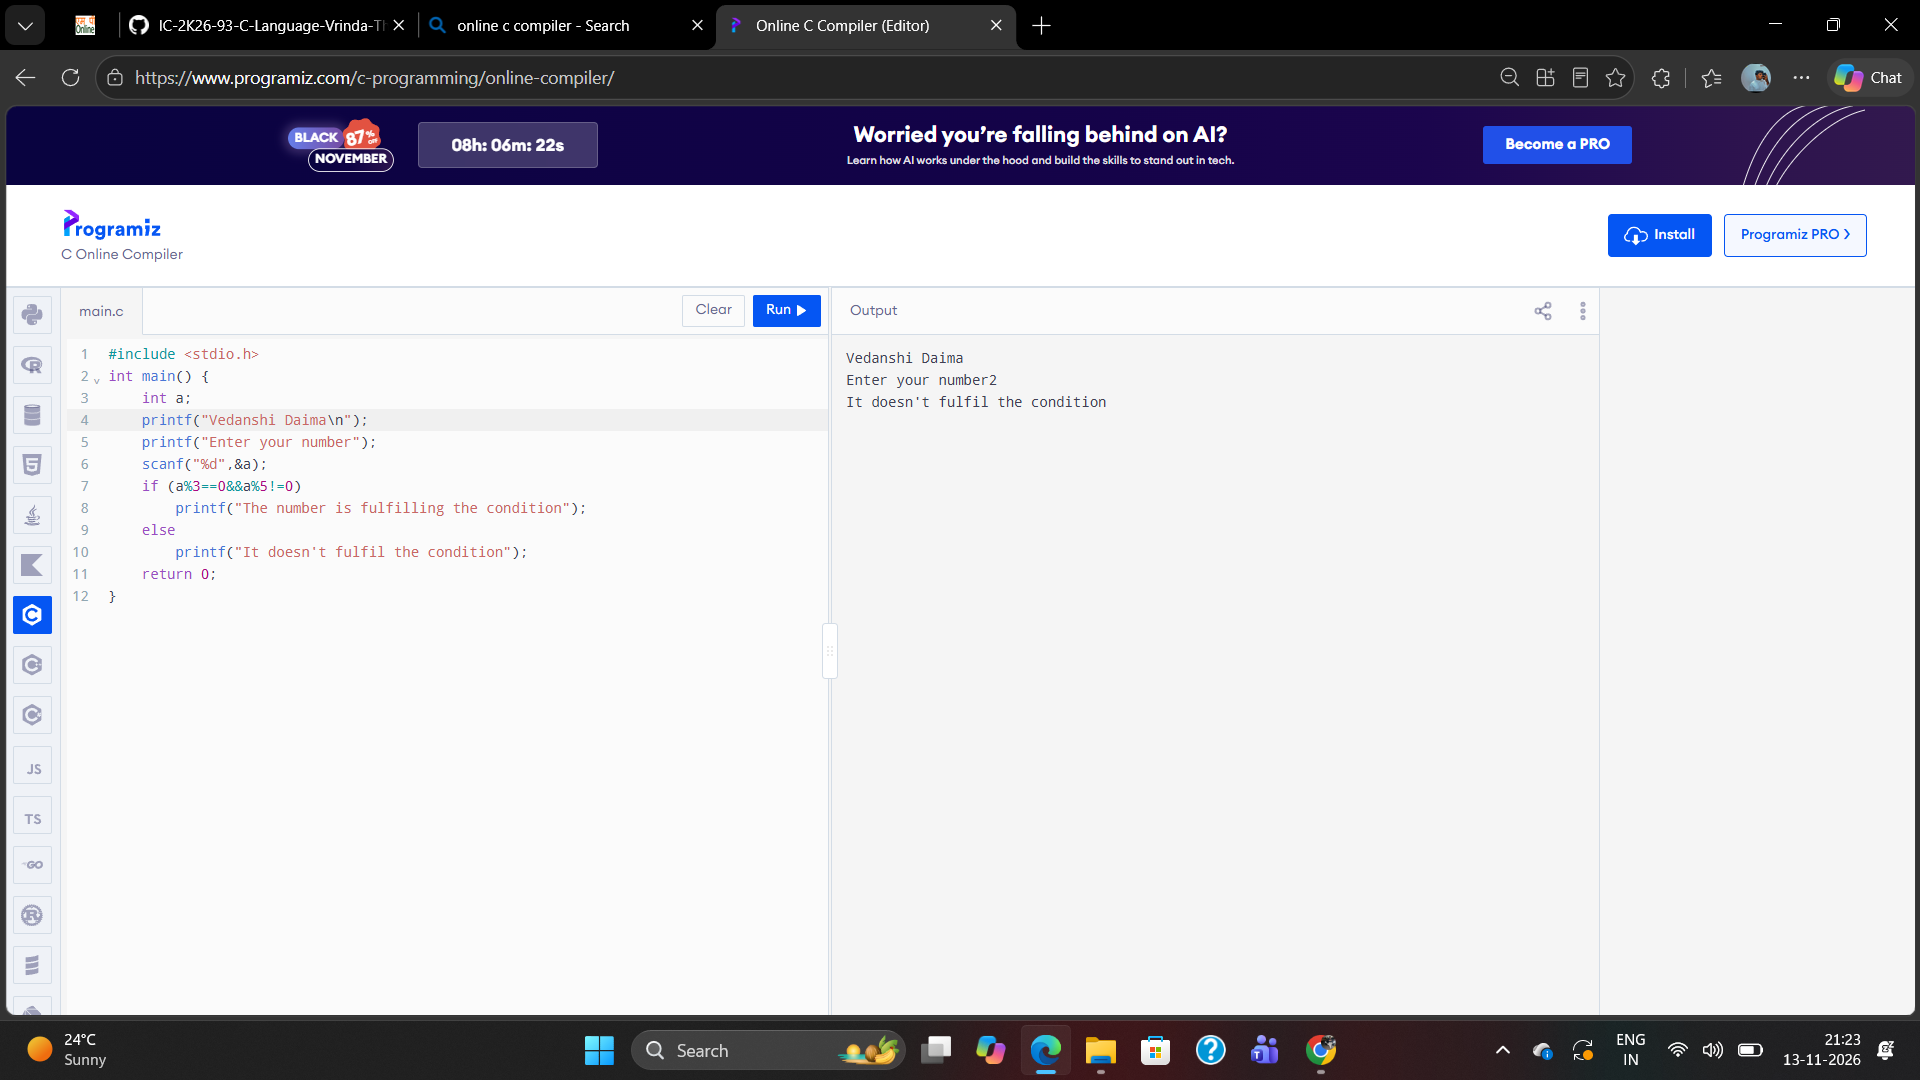 Online
IC-2K26-93-C-Language-Vrinda-Th
online c compiler - Search
Online C Compiler (Editor)
https://www.programiz.com/c-programming/online-compiler/
Chat
BLACK 87% OFF
NOVEMBER
08h: 06m: 22s
Worried you're falling behind on AI?
Learn how AI works under the hood and build the skills to stand out in tech.
Become a PRO
Programiz
C Online Compiler
Install
Programiz PRO >
main.c
Clear
Run
Output
1 #include <stdio.h>
2 int main() {
3     int a;
4     printf("Vedanshi Daima\n");
5     printf("Enter your number");
6     scanf("%d",&a);
7     if (a%3==0&&a%5!=0)
8         printf("The number is fulfilling the condition");
9     else
10         printf("It doesn't fulfil the condition");
11     return 0;
12 }
Vedanshi Daima
Enter your number2
It doesn't fulfil the condition
JS
TS
GO
24°C
Sunny
Search
ENG
IN
21:23
13-11-2026